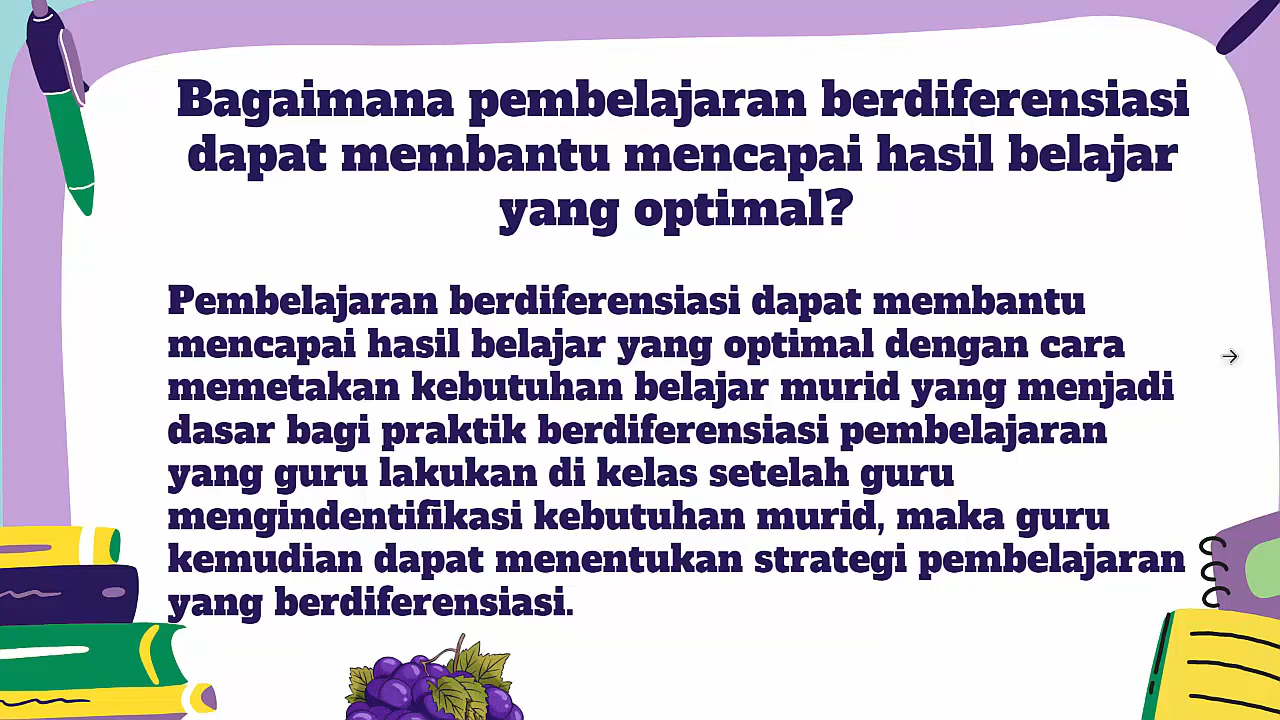 Bagaimana pembelajaran berdiferensiasi
dapat membantu mencapai hasil belajar
yang optimal?
Pembelajaran berdiferensiasi dapat membantu
mencapai hasil belajar yang optimal dengan cara
memetakan kebutuhan belajar murid yang menjadi
dasar bagi praktik berdiferensiasi pembelajaran
yang guru lakukan di kelas setelah guru
mengindentifikasi kebutuhan murid, maka guru
kemudian dapat menentukan strategi pembelajaran
yang berdiferensiasi.